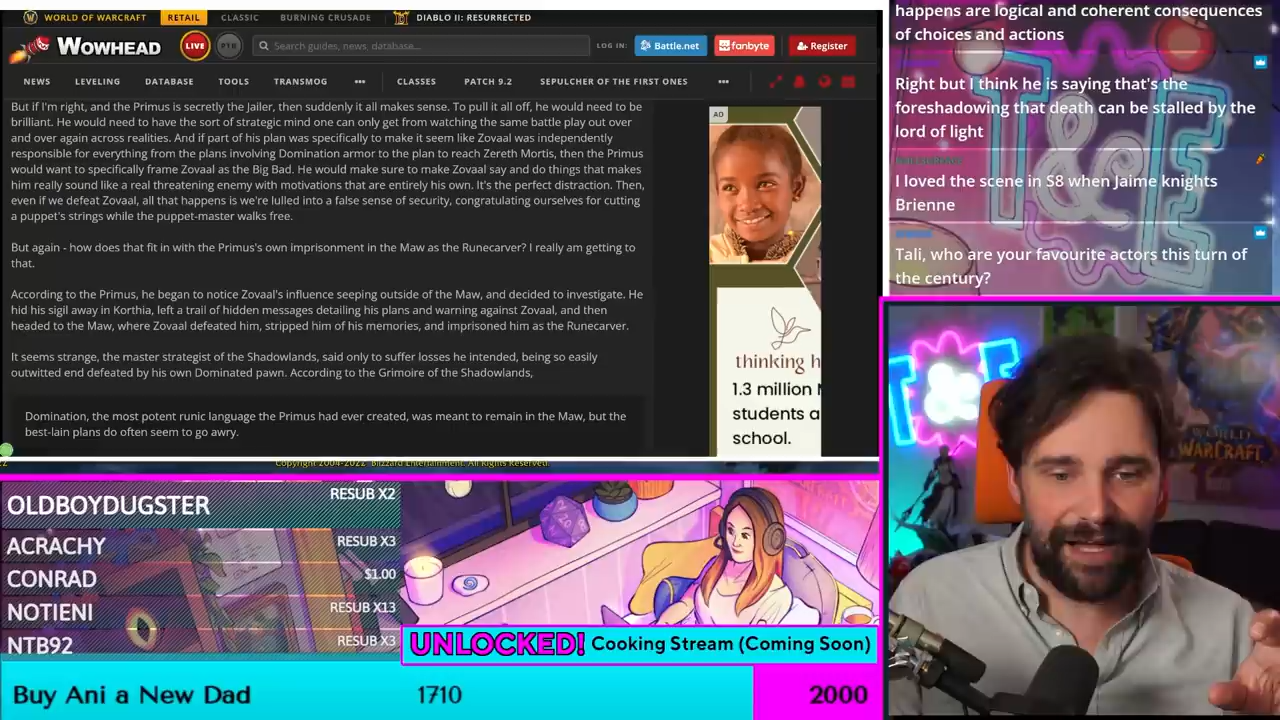 WORLD OF WARCRAFT RETAIL CLASSIC BURNING CRUSADE DIABLO II: RESURRECTED
WOWHEAD LIVE PTR Search guides, news, database... LOG IN: Battle.net fanbyte Register
NEWS LEVELING DATABASE TOOLS TRANSMOG ••• CLASSES PATCH 9.2 SEPULCHER OF THE FIRST ONES •••
But if I'm right, and the Primus is secretly the Jailer, then suddenly it all makes sense. To pull it all off, he would need to be
brilliant. He would need to have the sort of strategic mind one can only get from watching the same battle play out over
and over again across realities. And if part of his plan was specifically to make it seem like Zovaal was independently
responsible for everything from the plans involving Domination armor to the plan to reach Zereth Mortis, then the Primus
would want to specifically frame Zovaal as the Big Bad. He would make sure to make Zovaal say and do things that makes
him really sound like a real threatening enemy with motivations that are entirely his own. It's the perfect distraction. Then,
even if we defeat Zovaal, all that happens is we're lulled into a false sense of security, congratulating ourselves for cutting
a puppet's strings while the puppet-master walks free.
But again - how does that fit in with the Primus's own imprisonment in the Maw as the Runecarver? I really am getting to
that.
According to the Primus, he began to notice Zovaal's influence seeping outside of the Maw, and decided to investigate. He
hid his sigil away in Korthia, left a trail of hidden messages detailing his plans and warning against Zovaal, and then
headed to the Maw, where Zovaal defeated him, stripped him of his memories, and imprisoned him as the Runecarver.
It seems strange, the master strategist of the Shadowlands, said only to suffer losses he intended, being so easily
outwitted end defeated by his own Dominated pawn. According to the Grimoire of the Shadowlands,
Domination, the most potent runic language the Primus had ever created, was meant to remain in the Maw, but the
best-lain plans do often seem to go awry.
AD
thinking h
1.3 million
students a
school.
Copyright 2004-2022 Blizzard Entertainment. All Rights Reserved.
happens are logical and coherent consequences
of choices and actions
Right but I think he is saying that's the
foreshadowing that death can be stalled by the
lord of light
I loved the scene in S8 when Jaime knights
Brienne
Tali, who are your favourite actors this turn of
the century?
WORLD
WARCRAFT
OLDBOYDUGSTER RESUB X2
ACRACHY RESUB X3
CONRAD $1.00
NOTIENI RESUB X13
NTB92 RESUB X3
UNLOCKED! Cooking Stream (Coming Soon)
Buy Ani a New Dad 1710 2000